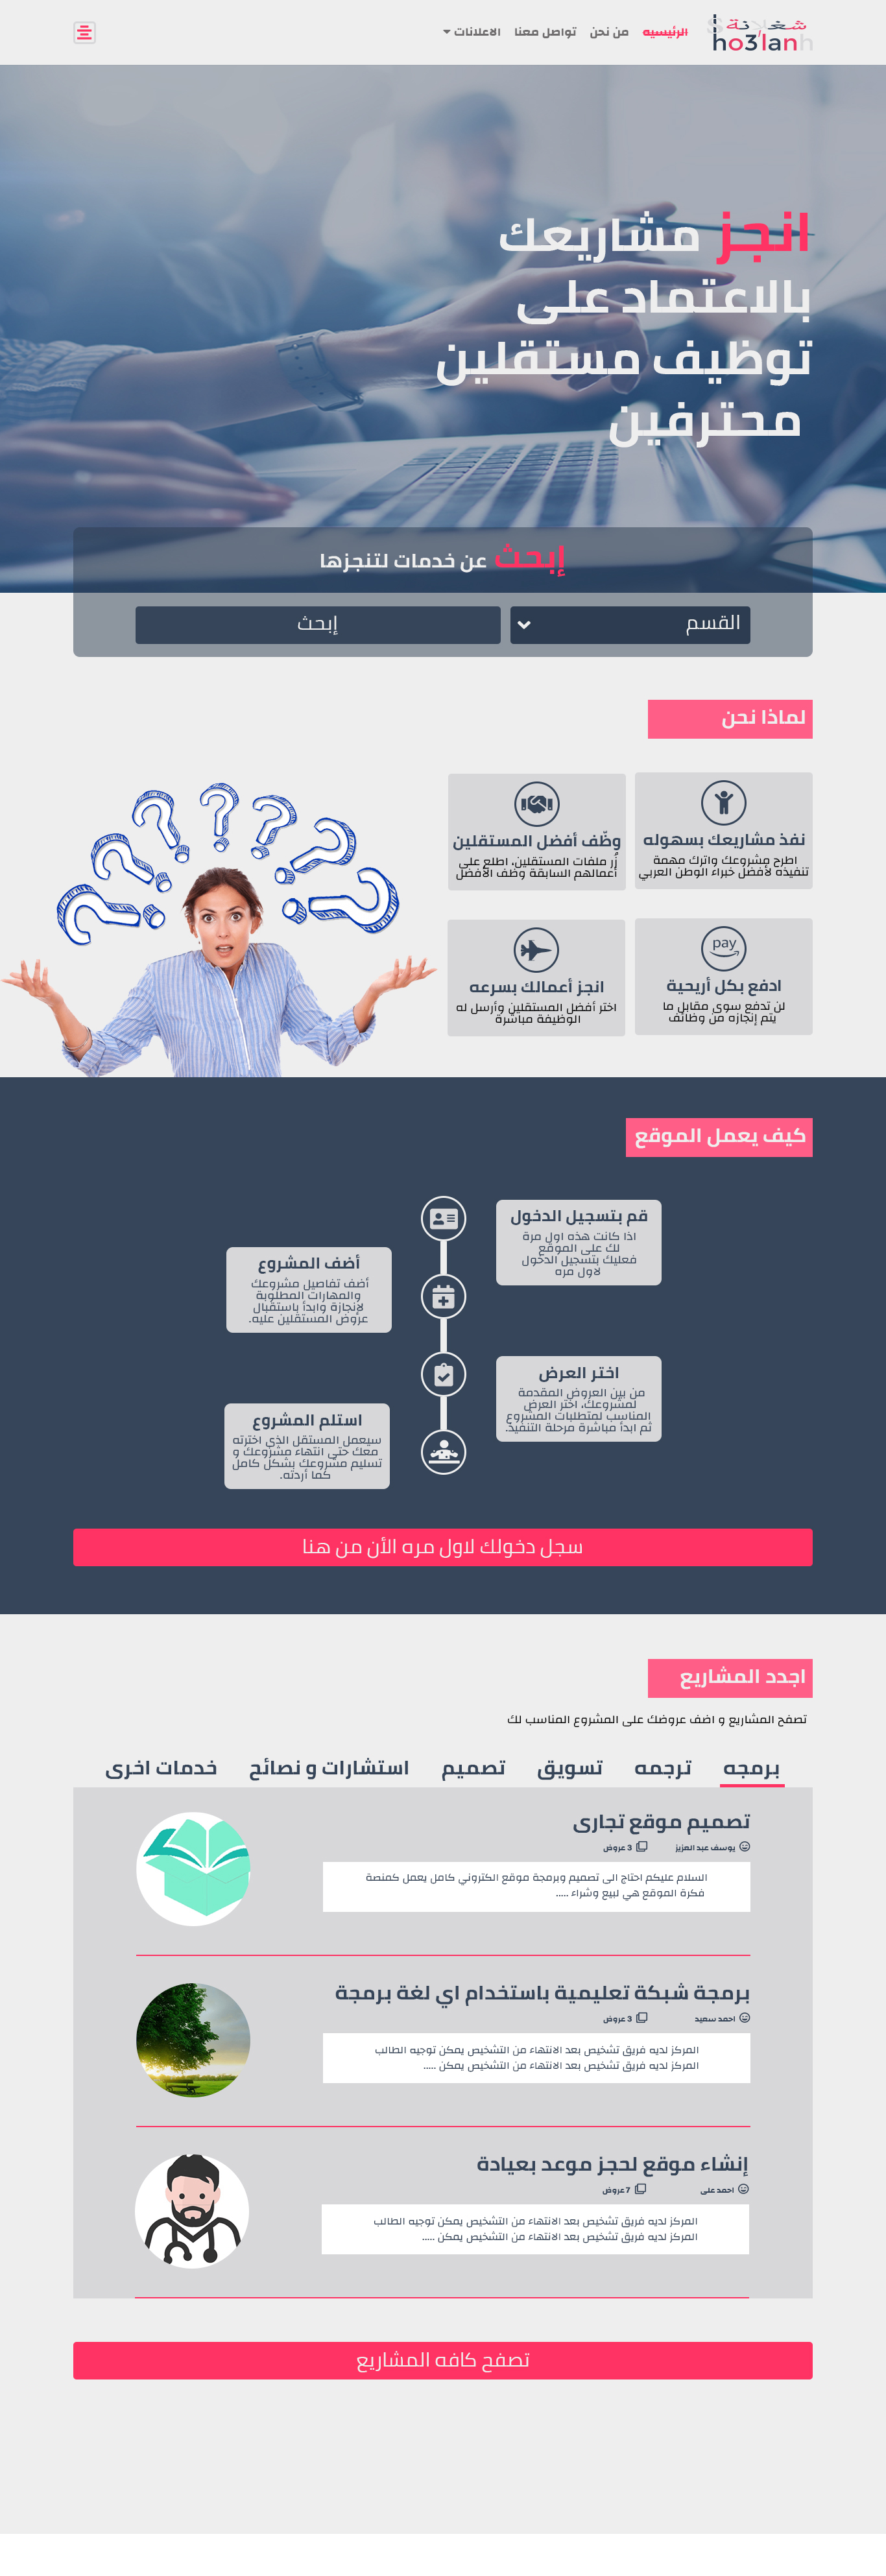 شغلانة
Sho3lanh
الرئيسيه
من نحن
تواصل معنا
الاعلانات
انجز مشاريعك
بالاعتماد على
توظيف مستقلين
محترفين
إبحث عن خدمات لتنجزها
القسم
إبحث
لماذا نحن
نفذ مشاريعك بسهوله
اطرح مشروعك واترك مهمة
تنفيذه لأفضل خبراء الوطن العربي
وظّف أفضل المستقلين
زُر ملفات المستقلين، اطلع على
أعمالهم السابقة وظف الأفضل
pay
ادفع بكل أريحية
لن تدفع سوى مقابل ما
يتم إنجازه من وظائف
انجز أعمالك بسرعه
اختر أفضل المستقلين وأرسل له
الوظيفة مباشرة
كيف يعمل الموقع
قم بتسجيل الدخول
اذا كانت هذه اول مرة
لك على الموقع
فعليك بتسجيل الدخول
لاول مره
أضف المشروع
أضف تفاصيل مشروعك
والمهارات المطلوبة
لإنجازة وابدأ باستقبال
عروض المستقلين عليه.
اختر العرض
من بين العروض المقدمة
لمشروعك، اختر العرض
المناسب لمتطلبات المشروع
ثم ابدأ مباشرة مرحلة التنفيذ.
استلم المشروع
سيعمل المستقل الذي اخترته
معك حتى انتهاء مشروعك و
تسليم مشروعك بشكل كامل
كما أردته.
سجل دخولك لاول مره الأن من هنا
اجدد المشاريع
تصفح المشاريع و اضف عروضك على المشروع المناسب لك
برمجه
ترجمه
تسويق
تصميم
استشارات و نصائح
خدمات اخرى
تصميم موقع تجارى
يوسف عبد العزيز
3 عروض
السلام عليكم احتاج الى تصميم وبرمجة موقع الكتروني كامل يعمل كمنصة
فكرة الموقع هي لبيع وشراء .....
برمجة شبكة تعليمية باستخدام اي لغة برمجة
احمد سعيد
3 عروض
المركز لديه فريق تشخيص بعد الانتهاء من التشخيص يمكن توجيه الطالب
المركز لديه فريق تشخيص بعد الانتهاء من التشخيص يمكن .....
إنشاء موقع لحجز موعد بعيادة
احمد على
7 عروض
المركز لديه فريق تشخيص بعد الانتهاء من التشخيص يمكن توجيه الطالب
المركز لديه فريق تشخيص بعد الانتهاء من التشخيص يمكن .....
تصفح كافه المشاريع